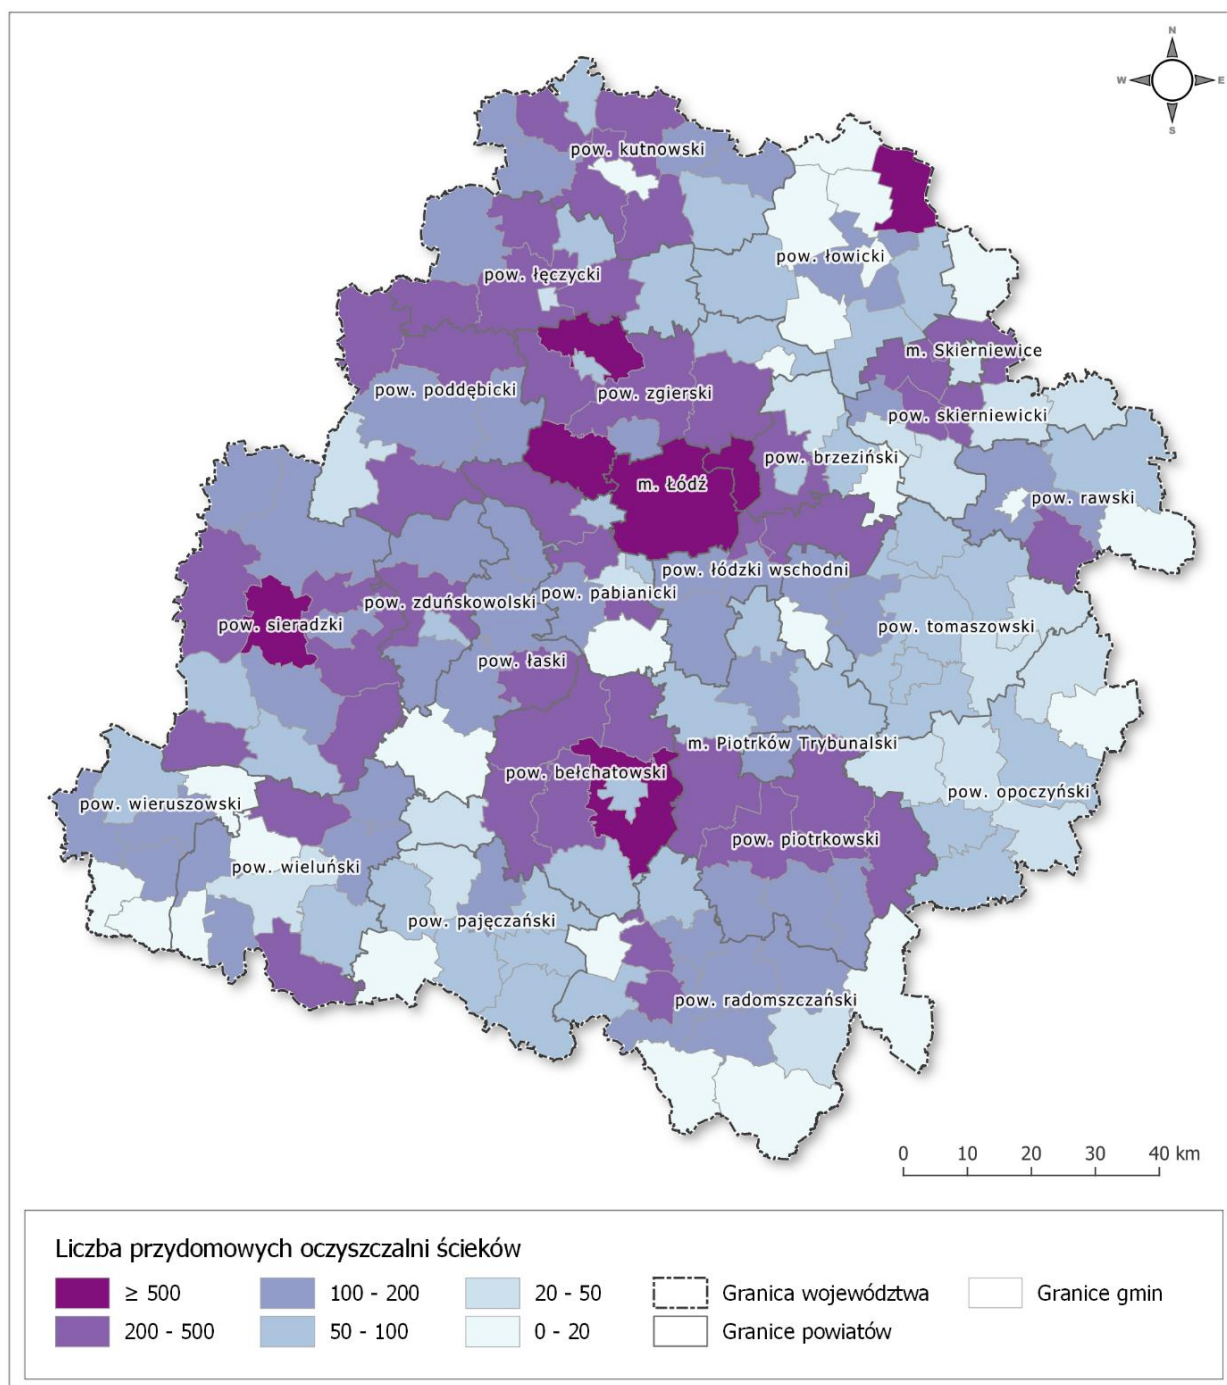 N
W E
S
pow. kutnowski
pow. łowicki
pow. łęczycki
m. Skierniewice
pow. poddębicki
pow. zgierski
pow. skierniewicki
pow. brzeziński
m. Łódź
pow. rawski
pow. łódzki wschodni
pow. zduńskowolski
pow. pabianicki
pow. sieradzki
pow. tomaszowski
pow. łaski
m. Piotrków Trybunalski
pow. bełchatowski
pow. wieruszowski
pow. opoczyński
pow. piotrkowski
pow. wieluński
pow. pajęczański
pow. radomszczański
0 10 20 30 40 km
Liczba przydomowych oczyszczalni ścieków
≥ 500
200 - 500
100 - 200
50 - 100
20 - 50
0 - 20
Granica województwa
Granice powiatów
Granice gmin